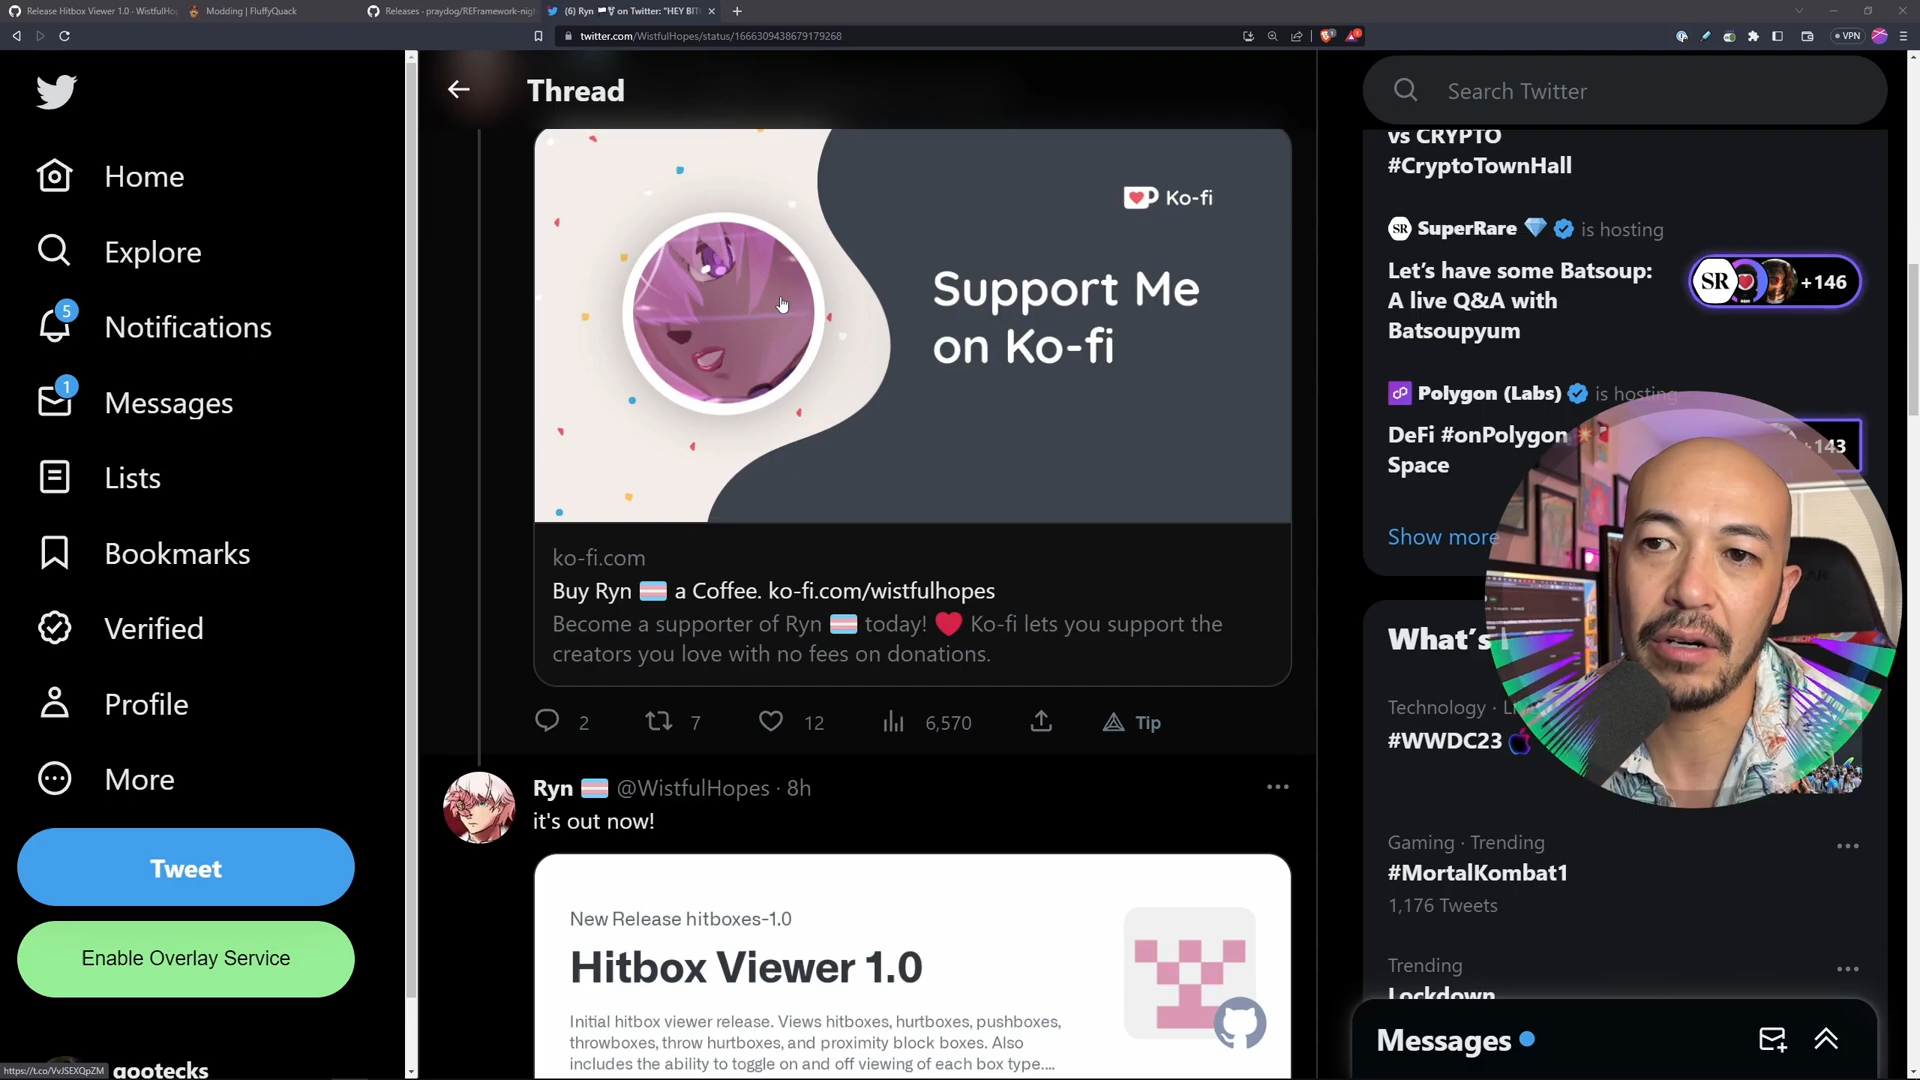 Release Hitbox Viewer 1.0 · WistfulHop
Modding | FluffyQuack
Releases · praydog/REFramework-nigh
(6) Ryn on Twitter: "HEY BIT
twitter.com/WistfulHopes/status/1666309438679179268
VPN
Home
Explore
5
Notifications
1
Messages
Lists
Bookmarks
Verified
Profile
More
Tweet
Enable Overlay Service
gootecks
https://t.co/VvJSEXQpZM
Thread
Ko-fi
Support Me
on Ko-fi
ko-fi.com
Buy Ryn 🏳️‍⚧️ a Coffee. ko-fi.com/wistfulhopes
Become a supporter of Ryn 🏳️‍⚧️ today! ❤️ Ko-fi lets you support the
creators you love with no fees on donations.
2 7 12 6,570 Tip
Ryn 🏳️‍⚧️ @WistfulHopes · 8h
it's out now!
New Release hitboxes-1.0
Hitbox Viewer 1.0
Initial hitbox viewer release. Views hitboxes, hurtboxes, pushboxes,
throwboxes, throw hurtboxes, and proximity block boxes. Also
includes the ability to toggle on and off viewing of each box type....
Search Twitter
vs CRYPTO
#CryptoTownHall
SR SuperRare 💎 is hosting
Let's have some Batsoup:
A live Q&A with
Batsoupyum
SR +146
Polygon (Labs) is hosting
DeFi #onPolygon 💥
Space
+143
Show more
What's
Technology ·
#WWDC23
Gaming · Trending
#MortalKombat1
1,176 Tweets
Trending
Lockdown
Messages